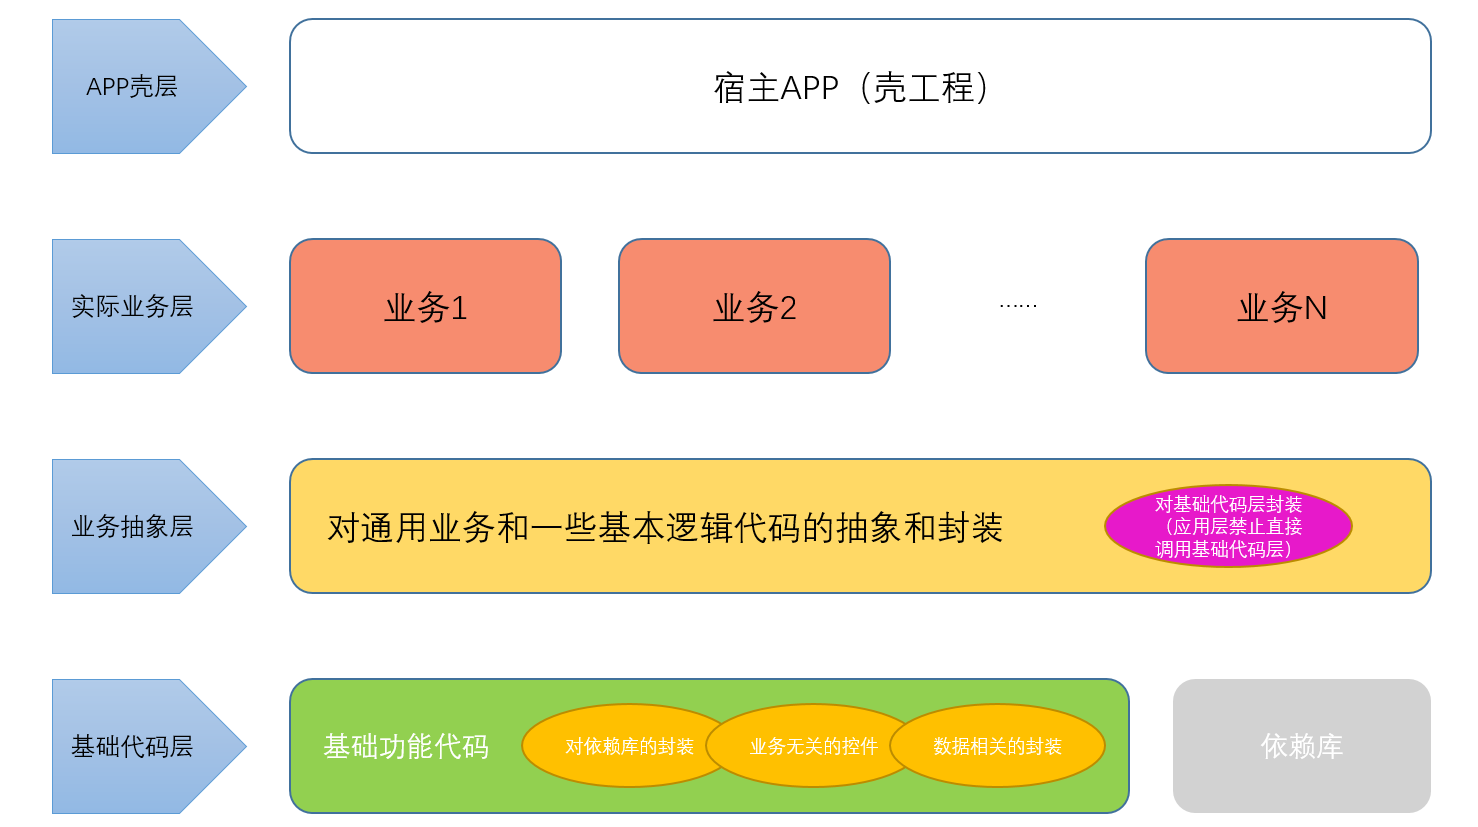 APP壳层
宿主APP（壳工程）
实际业务层
业务1
业务2
……
业务N
业务抽象层
对通用业务和一些基本逻辑代码的抽象和封装
对基础代码层封装
（应用层禁止直接
调用基础代码层）
基础代码层
基础功能代码
对依赖库的封装
业务无关的控件
数据相关的封装
依赖库